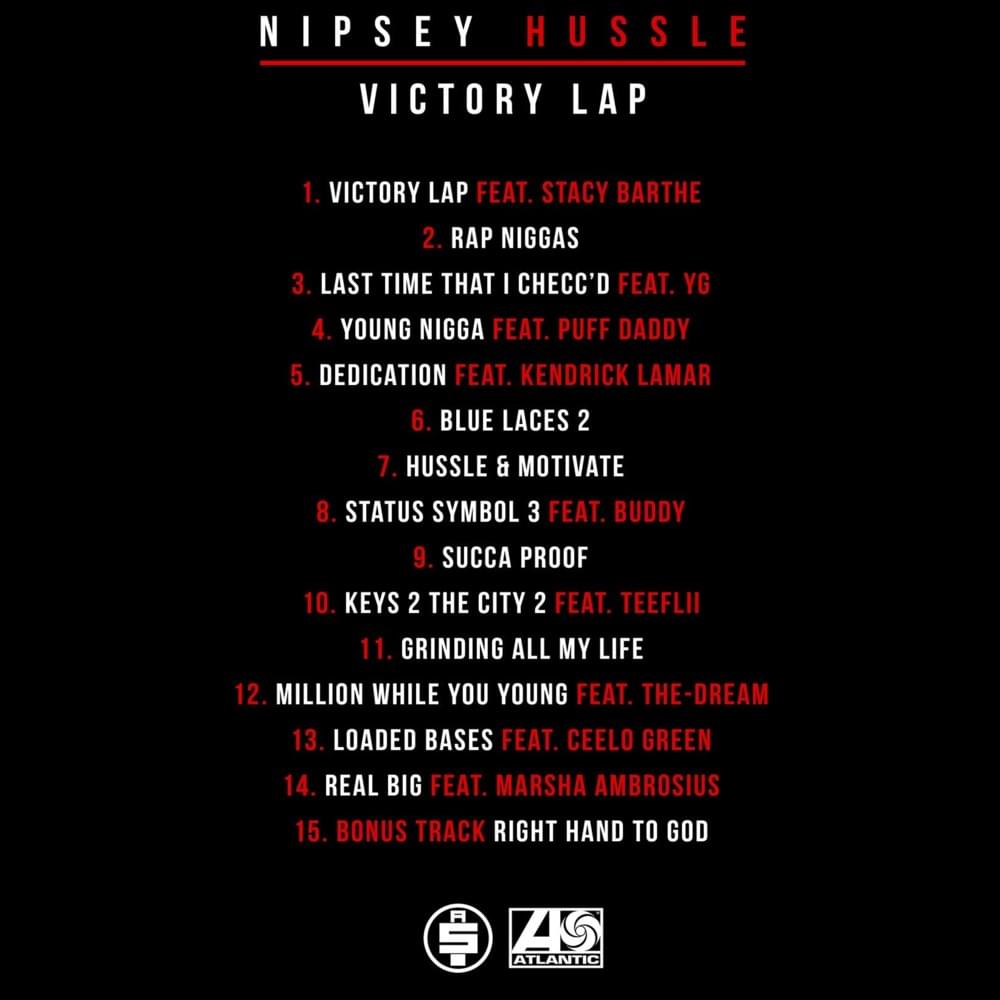 NIPSEY HUSSLE
VICTORY LAP
1. VICTORY LAP FEAT. STACY BARTHE
2. RAP NIGGAS
3. LAST TIME THAT I CHECC'D FEAT. YG
4. YOUNG NIGGA FEAT. PUFF DADDY
5. DEDICATION FEAT. KENDRICK LAMAR
6. BLUE LACES 2
7. HUSSLE & MOTIVATE
8. STATUS SYMBOL 3 FEAT. BUDDY
9. SUCCA PROOF
10. KEYS 2 THE CITY 2 FEAT. TEEFLII
11. GRINDING ALL MY LIFE
12. MILLION WHILE YOU YOUNG FEAT. THE-DREAM
13. LOADED BASES FEAT. CEELO GREEN
14. REAL BIG FEAT. MARSHA AMBROSIUS
15. BONUS TRACK RIGHT HAND TO GOD
ATLANTIC